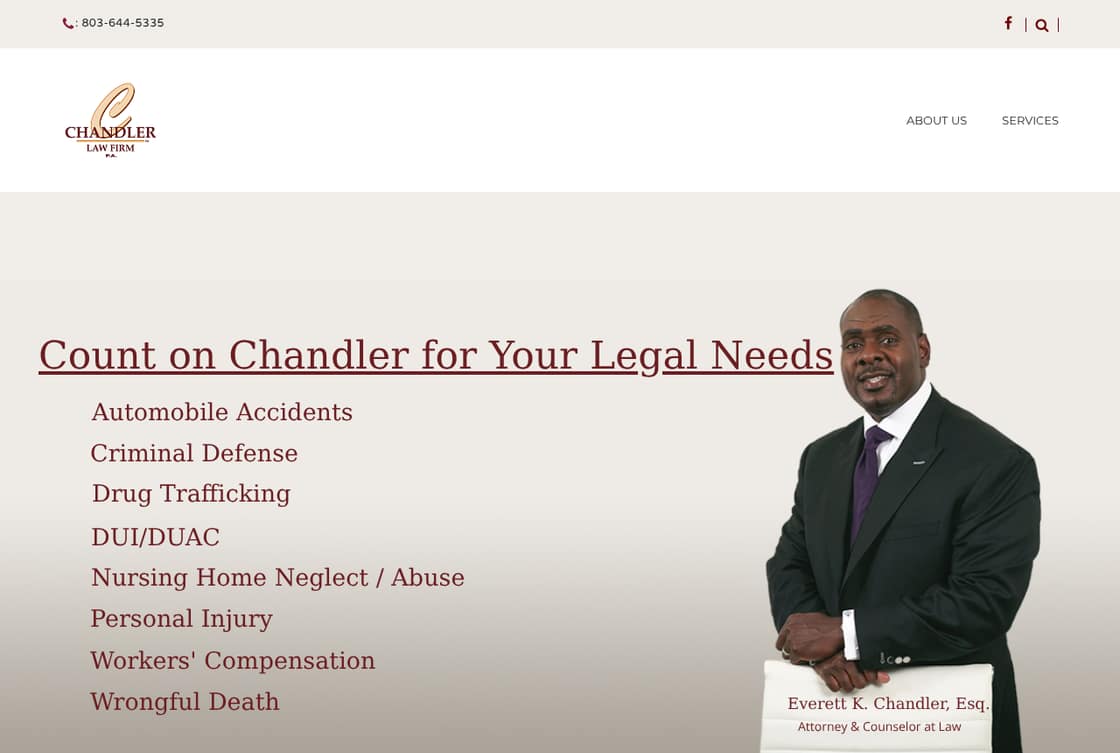 : 803-644-5335
C
CHANDLER
LAW FIRM
P.A.
ABOUT US
SERVICES
Count on Chandler for Your Legal Needs
Automobile Accidents
Criminal Defense
Drug Trafficking
DUI/DUAC
Nursing Home Neglect / Abuse
Personal Injury
Workers' Compensation
Wrongful Death
Everett K. Chandler, Esq.
Attorney & Counselor at Law